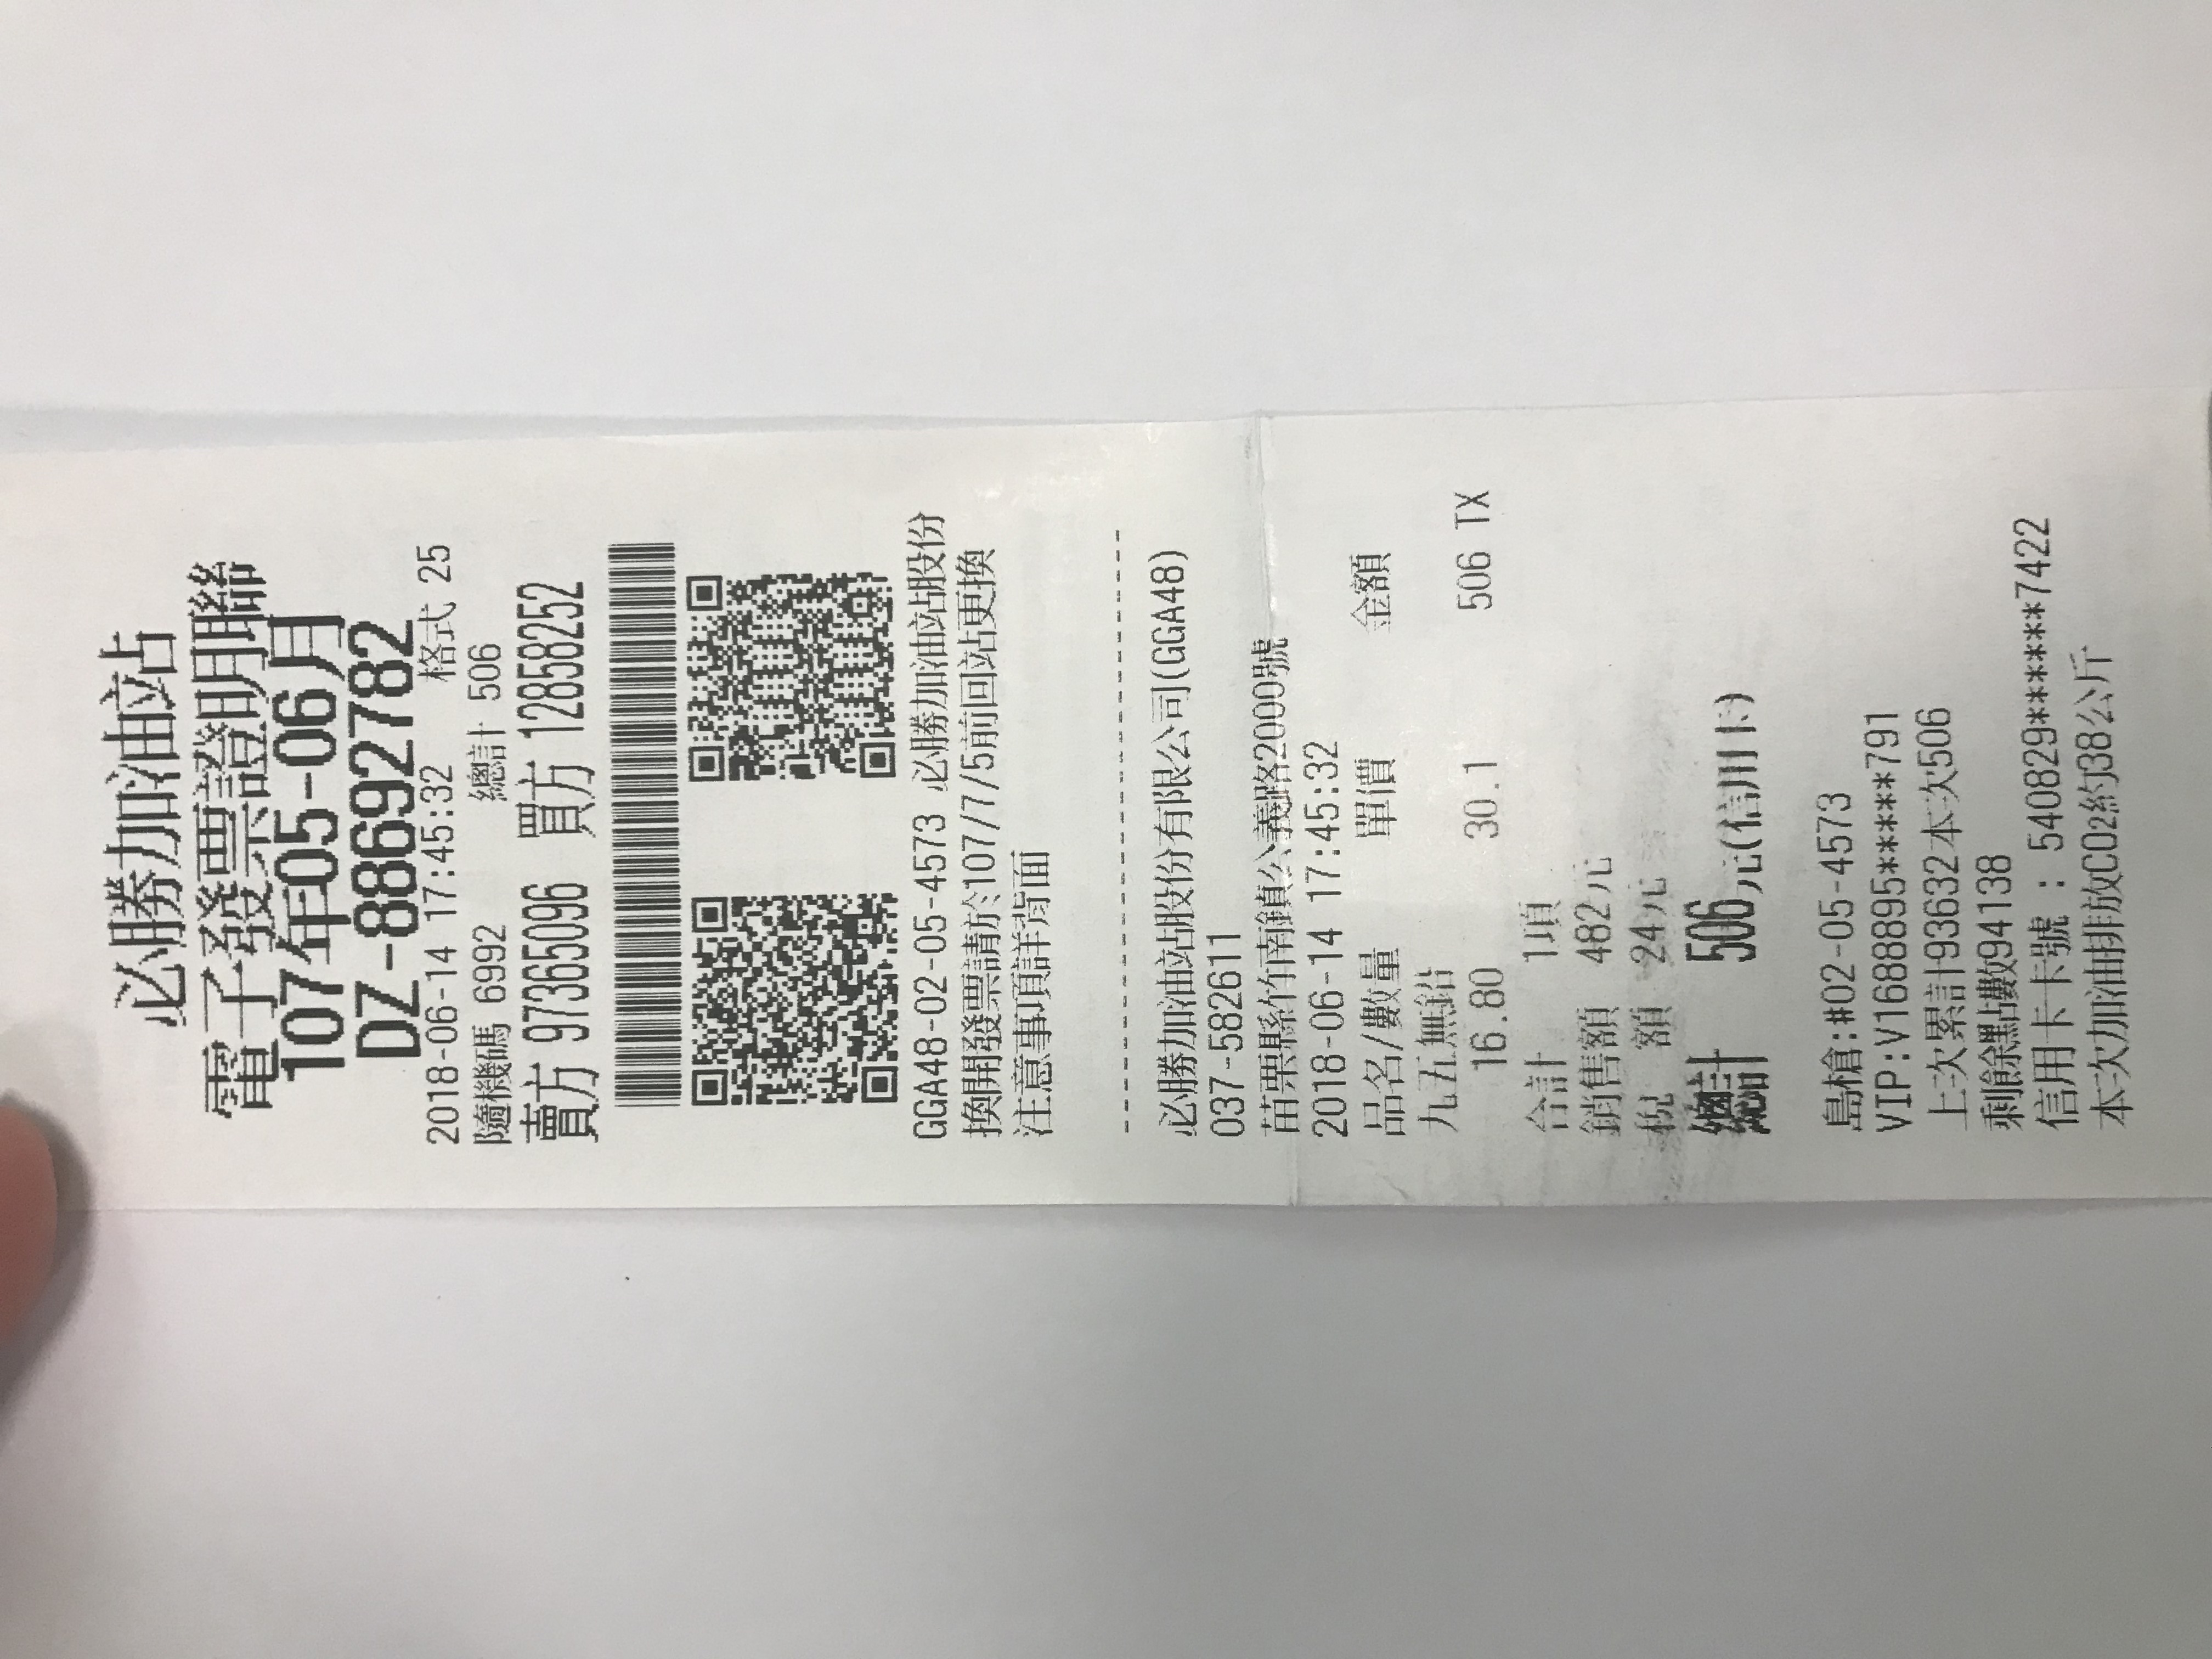 必勝加油站
電子發票證明聯
107年05-06月
DZ-88692782
2018-06-14 17:45:32 格式 25
隨機碼 6992 總計 506
賣方 97365096 買方 12858252
GGA48-02-05-4573 必勝加油站股份
換開發票請於107/7/5前回站更換
注意事項詳背面
--------------------------------
必勝加油站股份有限公司(GGA48)
037-582611
苗栗縣竹南鎮公義路2000號
2018-06-14 17:45:32
品名/數量 單價 金額
九五無鉛
16.80 30.1 506 TX
合計 1項
銷售額 482元
稅 額 24元
總計 506元(信用卡)
島槍:#02-05-4573
VIP:V1688895*****791
上次累計93632本次506
剩餘點數94138
信用卡卡號 : 540829******7422
本次加油排放CO2約38公斤